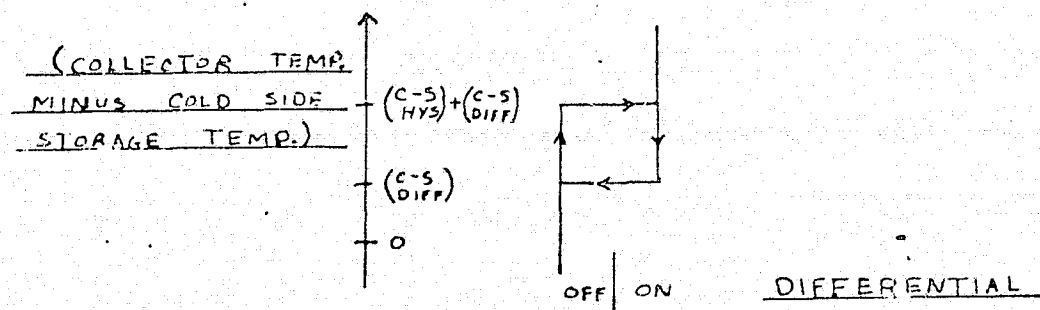 (COLLECTOR TEMP.
MINUS COLD SIDE
STORAGE TEMP.)
(C-S HYS) + (C-S DIFF)
(C-S DIFF)
0
OFF | ON
DIFFERENTIAL